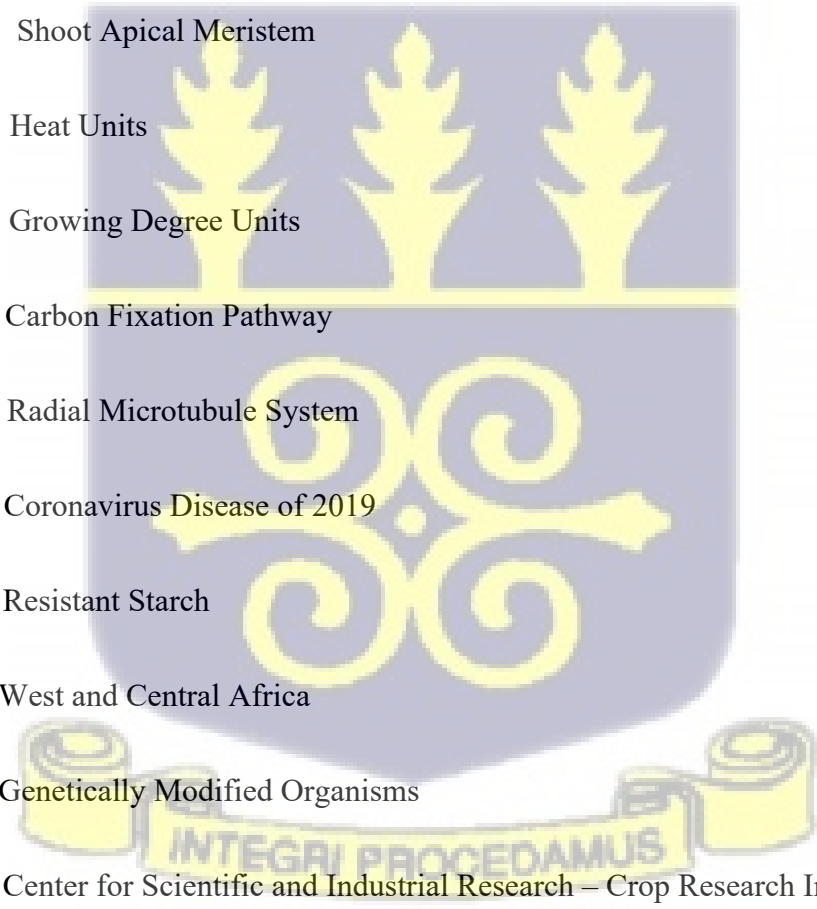 Shoot Apical Meristem
Heat Units
Growing Degree Units
Carbon Fixation Pathway
Radial Microtubule System
Coronavirus Disease of 2019
Resistant Starch
West and Central Africa
Genetically Modified Organisms
INTEGRI PROCEDAMUS
Center for Scientific and Industrial Research – Crop Research